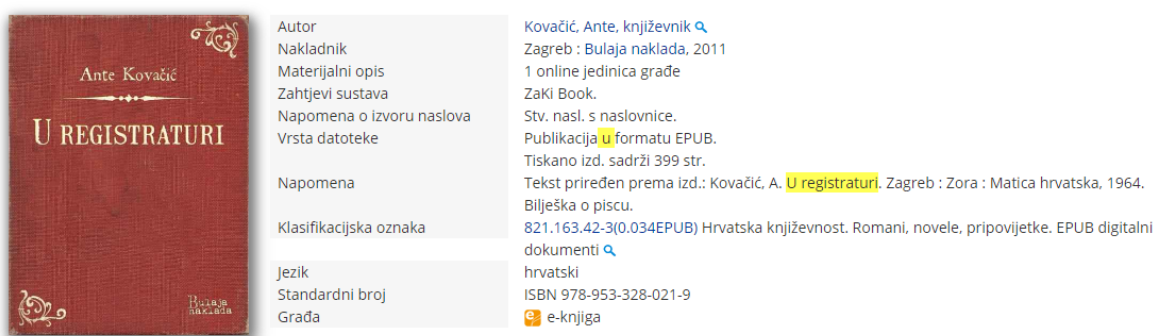 Ante Kovačić
U REGISTRATURI
Bulaja
naklada
Autor Kovačić, Ante, književnik
Nakladnik Zagreb : Bulaja naklada, 2011
Materijalni opis 1 online jedinica građe
Zahtjevi sustava ZaKi Book.
Napomena o izvoru naslova Stv. nasl. s naslovnice.
Vrsta datoteke Publikacija u formatu EPUB.
Tiskano izd. sadrži 399 str.
Napomena Tekst priređen prema izd.: Kovačić, A. U registraturi. Zagreb : Zora : Matica hrvatska, 1964.
Bilješka o piscu.
Klasifikacijska oznaka 821.163.42-3(0.034EPUB) Hrvatska književnost. Romani, novele, pripovijetke. EPUB digitalni
dokumenti
Jezik hrvatski
Standardni broj ISBN 978-953-328-021-9
Građa e-knjiga